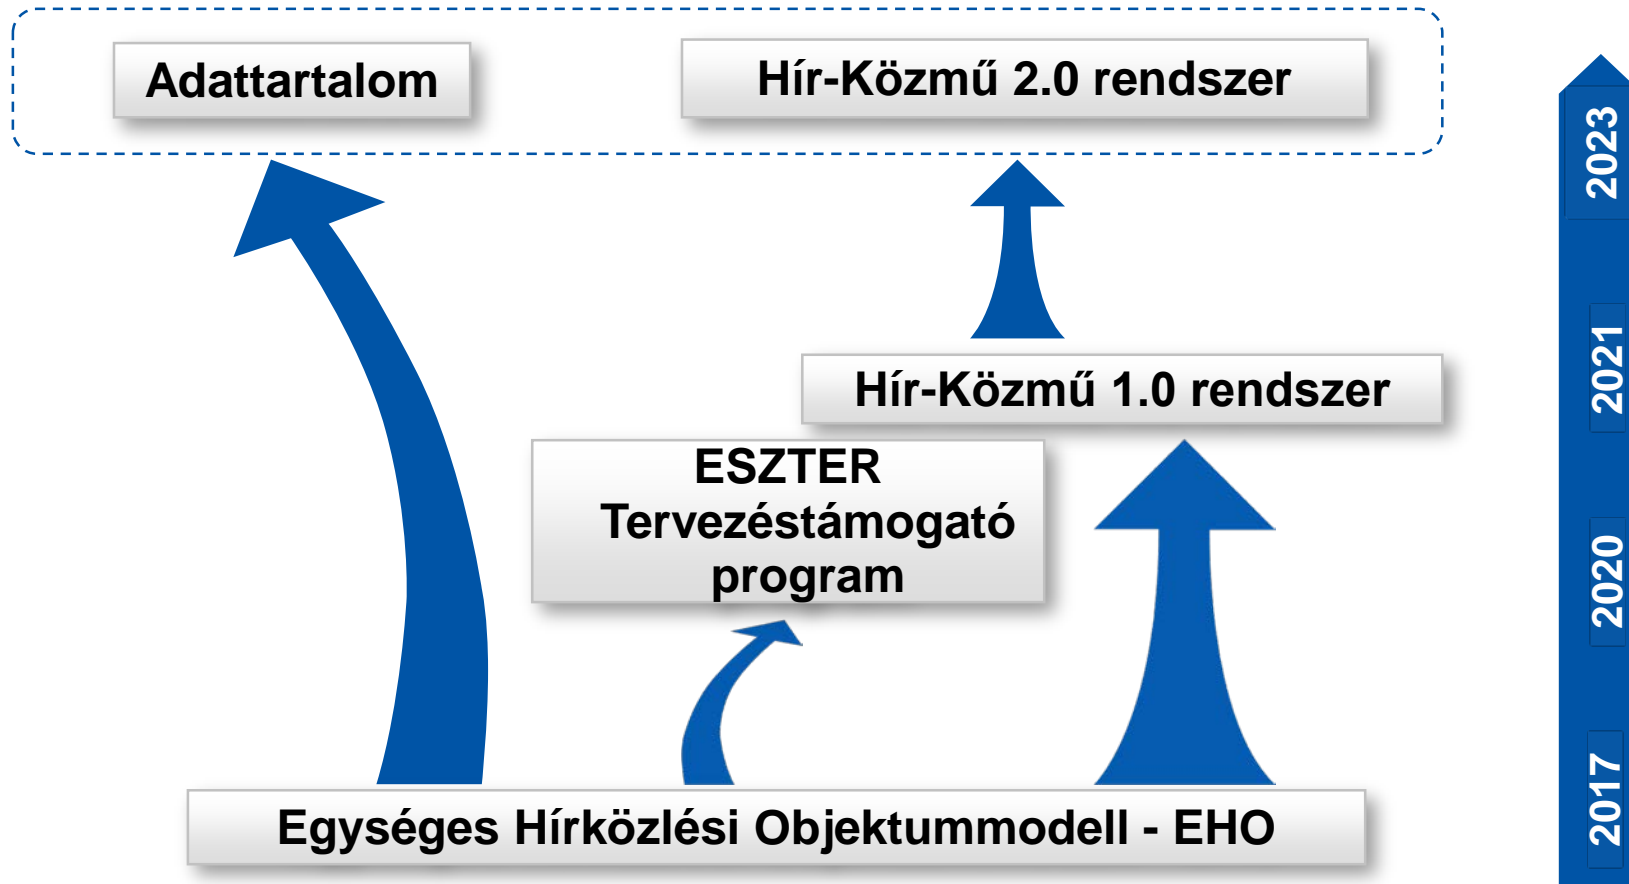 Adattartalom
Hír-Közmű 2.0 rendszer
2023
Hír-Közmű 1.0 rendszer
2021
ESZTER
Tervezéstámogató
program
2020
Egységes Hírközlési Objektummodell - EHO
2017